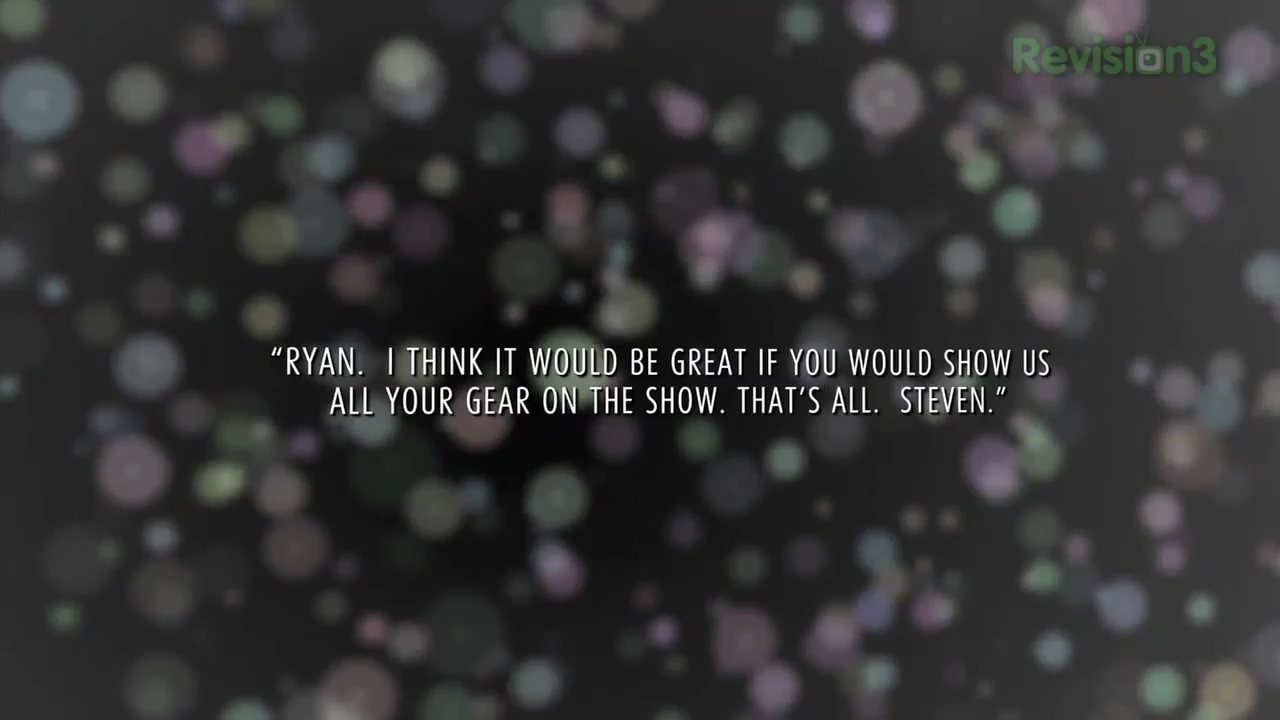 Revision3
“RYAN.  I THINK IT WOULD BE GREAT IF YOU WOULD SHOW US
ALL YOUR GEAR ON THE SHOW. THAT’S ALL.  STEVEN.”